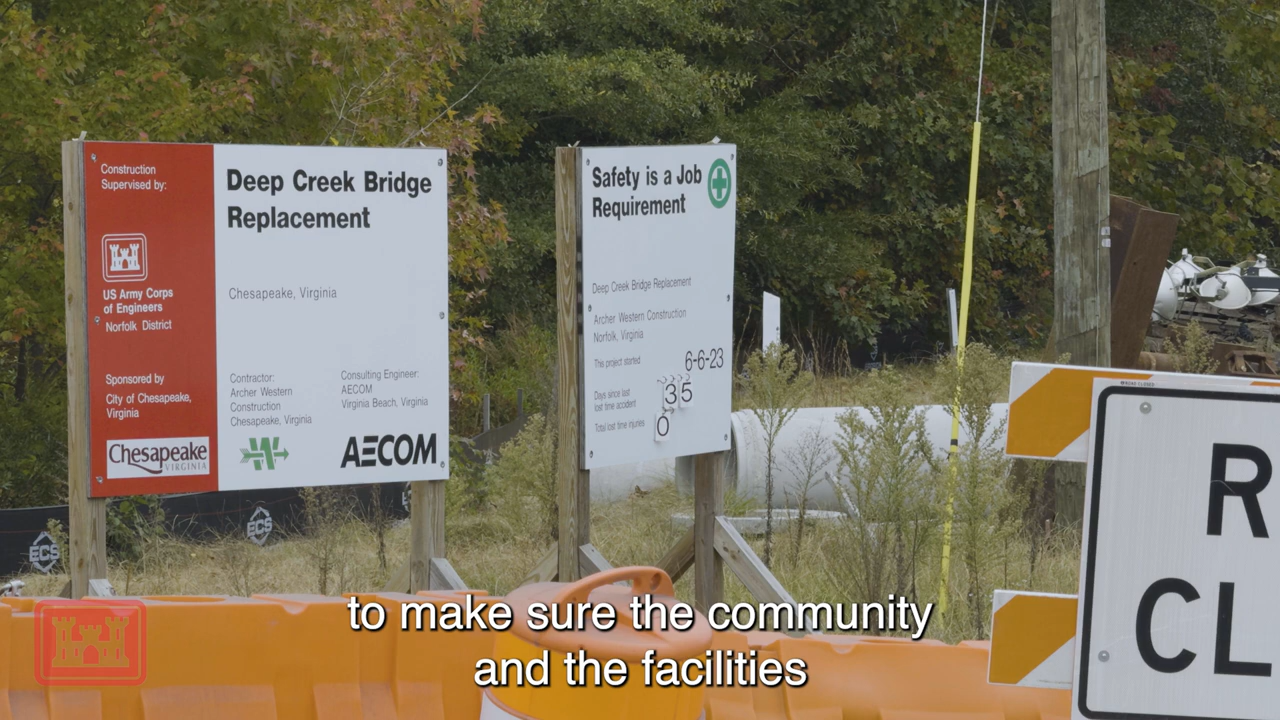 Construction
Supervised by:
US Army Corps
of Engineers
Norfolk District
Sponsored by
City of Chesapeake,
Virginia
Chesapeake
VIRGINIA
Deep Creek Bridge
Replacement
Chesapeake, Virginia
Contractor:
Archer Western
Construction
Chesapeake, Virginia
Consulting Engineer:
AECOM
Virginia Beach, Virginia
AECOM
Safety is a Job
Requirement
Deep Creek Bridge Replacement
Archer Western Construction
Norfolk, Virginia
This project started
6-6-23
Days since last
lost time accident
35
Total lost time injuries
0
ECS
ECS
R
CL
to make sure the community
and the facilities